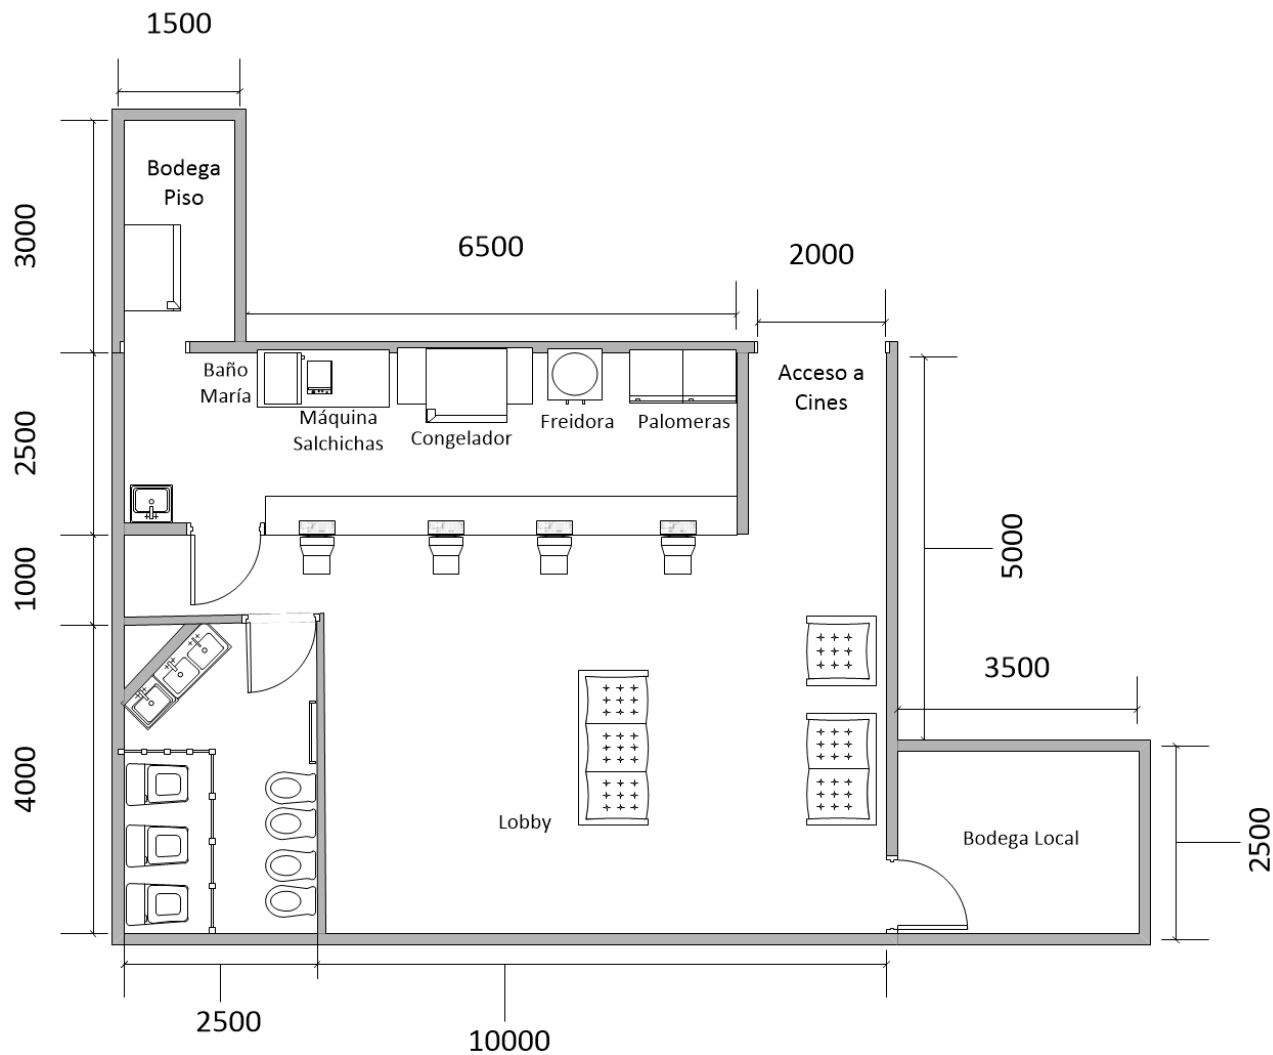 1500
Bodega
Piso
3000
6500
2000
Baño
María
Máquina
Salchichas
Congelador
Freidora
Palomeras
Acceso a
Cines
2500
1000
5000
3500
4000
Lobby
Bodega Local
2500
2500
10000